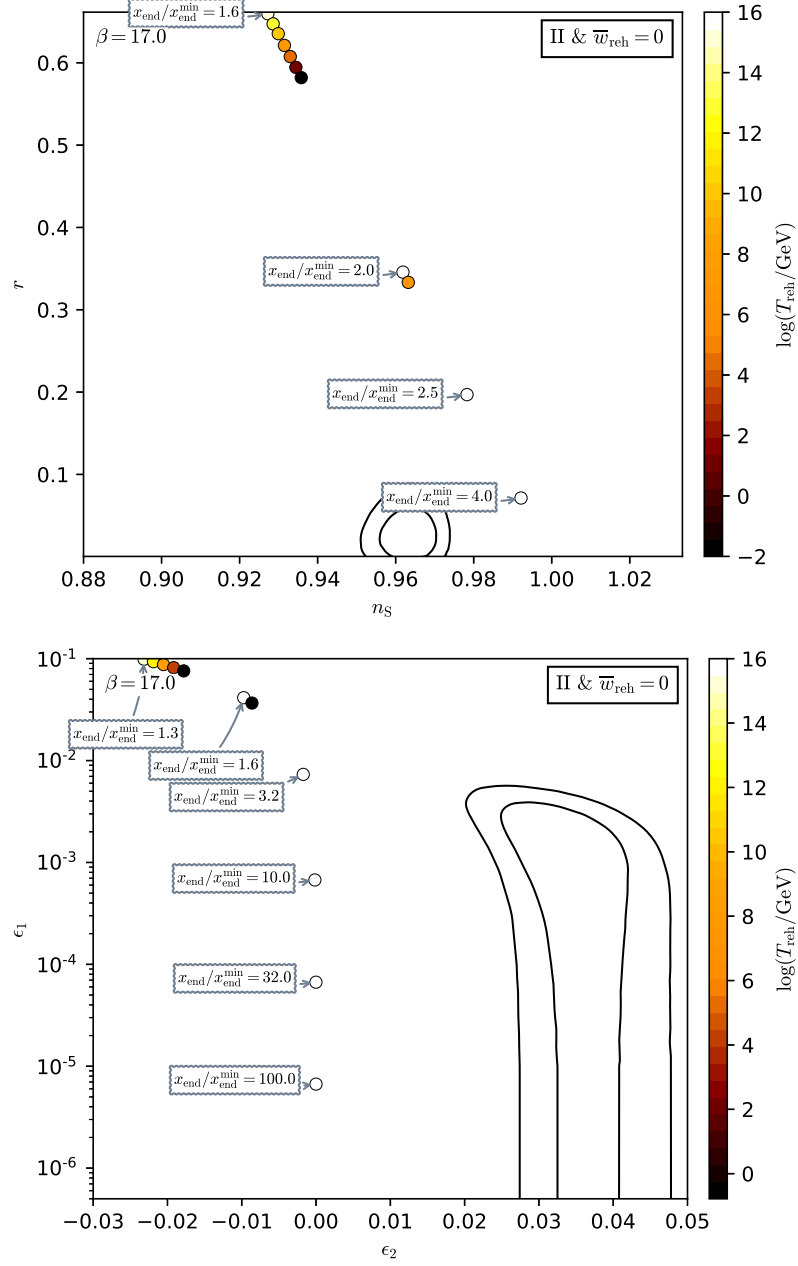 x_end/x_end^min = 1.6
β = 17.0
II & w̅_reh = 0
0.6
0.5
0.4
0.3
0.2
0.1
r
x_end/x_end^min = 2.0
x_end/x_end^min = 2.5
x_end/x_end^min = 4.0
0.88 0.90 0.92 0.94 0.96 0.98 1.00 1.02
n_S
16
14
12
10
8
6
4
2
0
−2
log(T_reh/GeV)
10^-1
10^-2
10^-3
10^-4
10^-5
10^-6
ϵ_1
β = 17.0
II & w̅_reh = 0
x_end/x_end^min = 1.3
x_end/x_end^min = 1.6
x_end/x_end^min = 3.2
x_end/x_end^min = 10.0
x_end/x_end^min = 32.0
x_end/x_end^min = 100.0
−0.03 −0.02 −0.01 0.00 0.01 0.02 0.03 0.04 0.05
ϵ_2
16
14
12
10
8
6
4
2
0
log(T_reh/GeV)